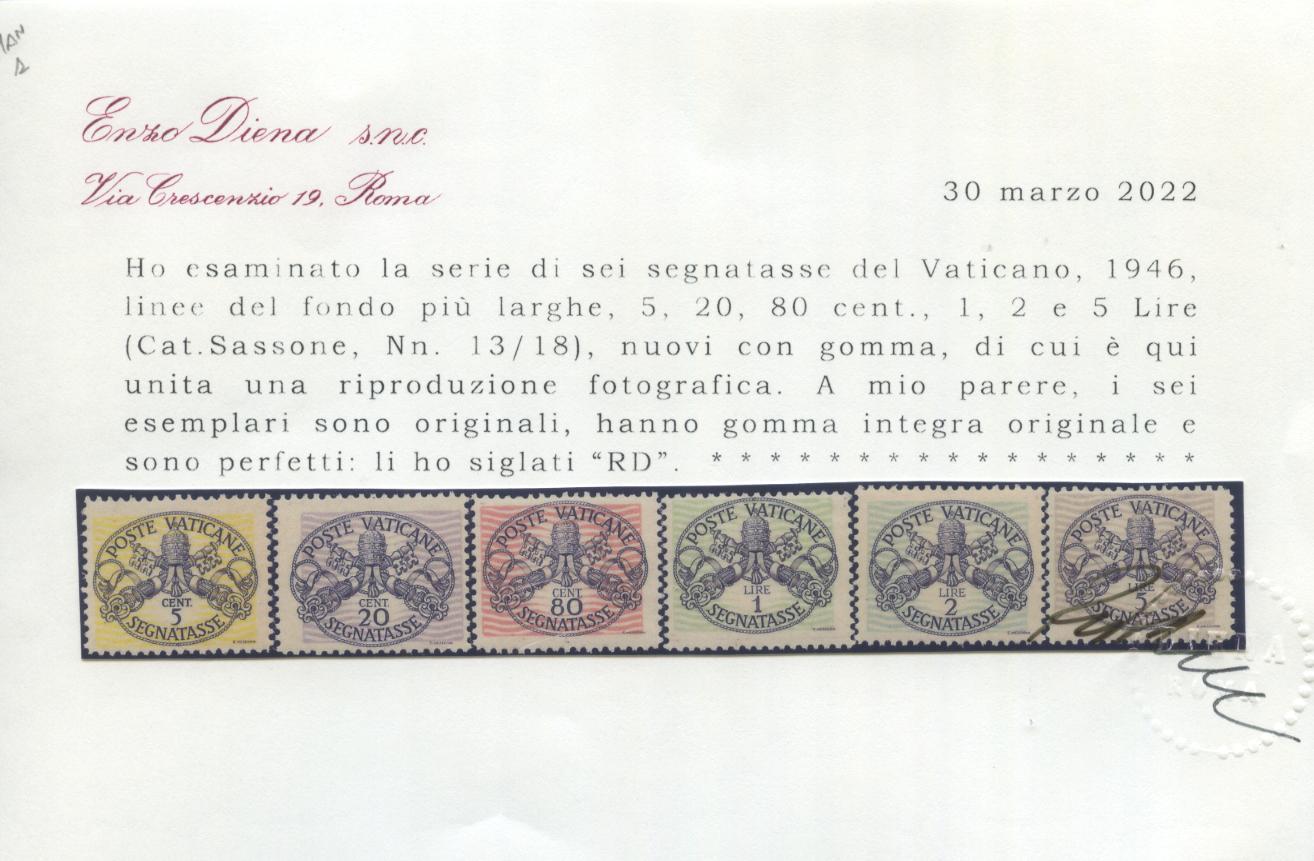 Enzo Diena s.n.c.
Via Crescenzio 19, Roma
30 marzo 2022
Ho esaminato la serie di sei segnatasse del Vaticano, 1946,
linee del fondo più larghe, 5, 20, 80 cent., 1, 2 e 5 Lire
(Cat.Sassone, Nn. 13/18), nuovi con gomma, di cui è qui
unita una riproduzione fotografica. A mio parere, i sei
esemplari sono originali, hanno gomma integra originale e
sono perfetti: li ho siglati “RD”. * * * * * * * * * * * * * * * * *
POSTE VATICANE
CENT.
5
SEGNATASSE
POSTE VATICANE
CENT.
20
SEGNATASSE
POSTE VATICANE
CENT
80
SEGNATASSE
POSTE VATICANE
LIRE
1
SEGNATASSE
POSTE VATICANE
LIRE
2
SEGNATASSE
POSTE VATICANE
LIRE
5
SEGNATASSE
DIENA
ROMA